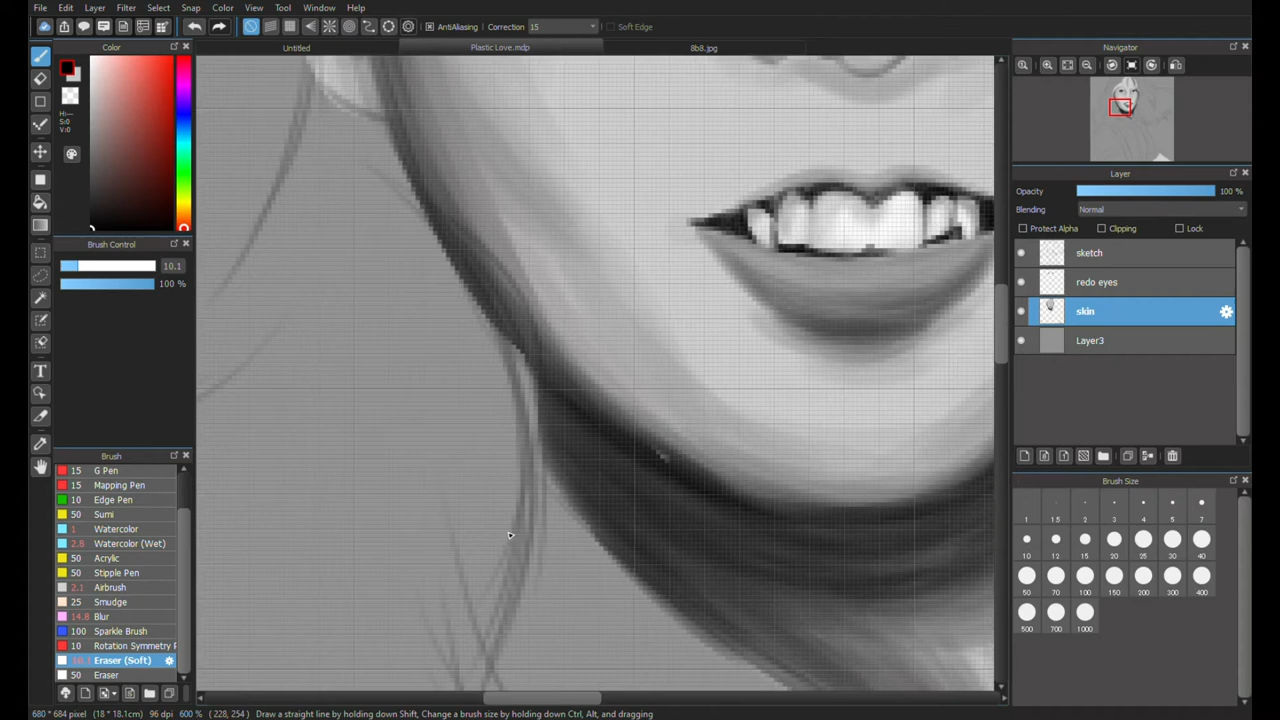 File Edit Layer Filter Select Snap Color View Tool Window Help
AntiAliasing Correction 15 Soft Edge
Color
Untitled
Plastic Love.mdp
8b8.jpg
Navigator
H:---
S:0
V:0
Brush Control
10.1
100 %
Layer
Opacity 100 %
Blending Normal
Protect Alpha Clipping Lock
sketch
redo eyes
skin
Layer3
Brush
15 G Pen
15 Mapping Pen
10 Edge Pen
50 Sumi
1 Watercolor
2.8 Watercolor (Wet)
50 Acrylic
50 Stipple Pen
2.1 Airbrush
25 Smudge
14.8 Blur
100 Sparkle Brush
10 Rotation Symmetry
10.1 Eraser (Soft)
50 Eraser
Brush Size
1 1.5 2 3 4 5 7
10 12 15 20 25 30 40
50 70 100 150 200 300 400
500 700 1000
680 * 684 pixel (18 * 18.1cm) 96 dpi 600 % (228, 254) Draw a straight line by holding down Shift, Change a brush size by holding down Ctrl, Alt, and dragging